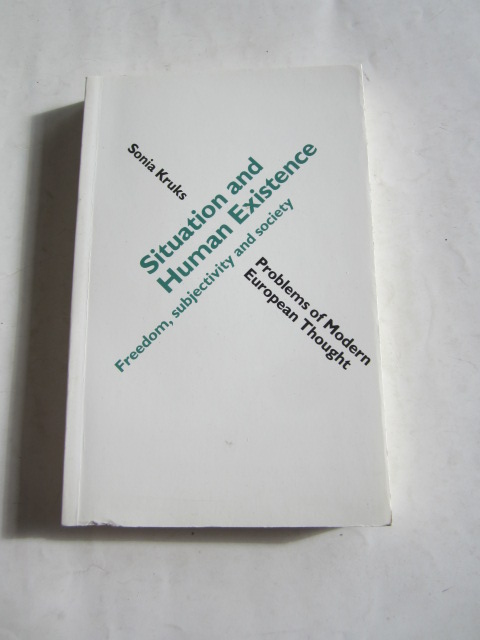 Sonia Kruks
Situation and
Human Existence
Freedom, subjectivity and society
Problems of Modern
European Thought